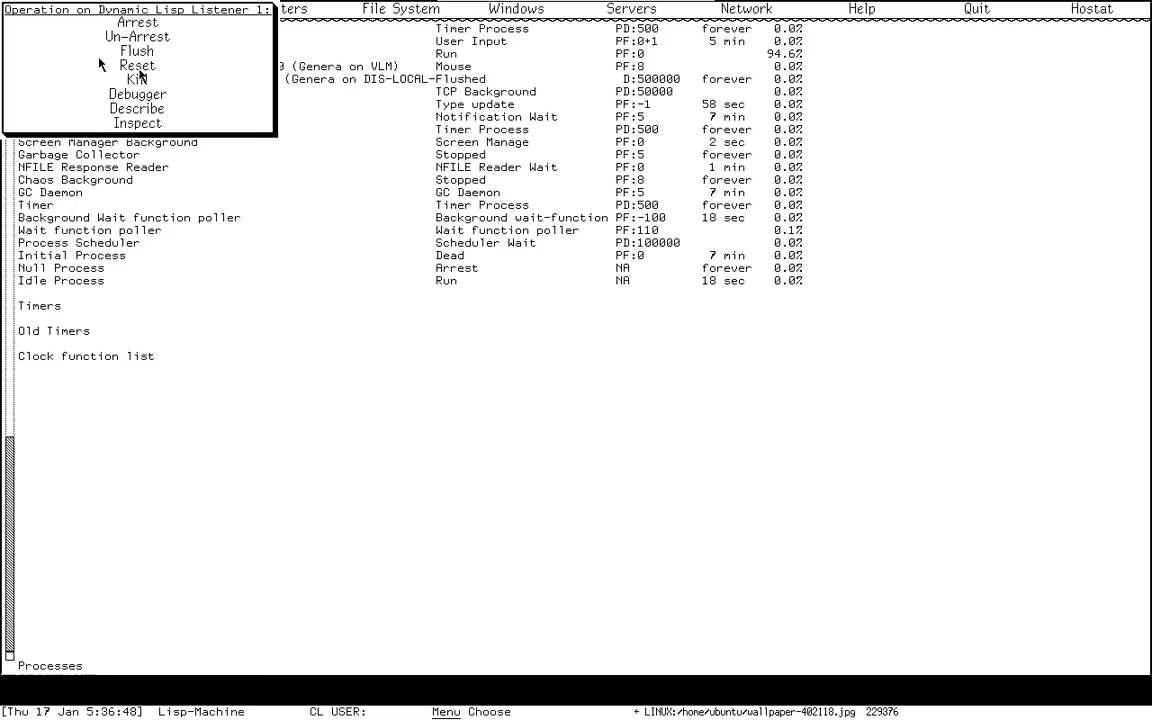 Operation on Dynamic Lisp Listener 1: ters File System Windows Servers Network Help Quit Hostat
Arrest Timer Process PD:500 forever 0.0%
Un-Arrest User Input PF:0+1 5 min 0.0%
Flush Run PF:0 94.6%
Reset 0 (Genera on VLM) Mouse PF:8 0.0%
Kill (Genera on DIS-LOCAL-Flushed D:500000 forever 0.0%
Debugger TCP Background PD:50000 0.0%
Describe Type update PF:-1 58 sec 0.0%
Inspect Notification Wait PF:5 7 min 0.0%
Timer Process PD:500 forever 0.0%
Screen Manager Background Screen Manage PF:0 2 sec 0.0%
Garbage Collector Stopped PF:5 forever 0.0%
NFILE Response Reader NFILE Reader Wait PF:0 1 min 0.0%
Chaos Background Stopped PF:8 forever 0.0%
GC Daemon GC Daemon PF:5 7 min 0.0%
Timer Timer Process PD:500 forever 0.0%
Background Wait function poller Background wait-function PF:-100 18 sec 0.0%
Wait function poller Wait function poller PF:110 0.1%
Process Scheduler Scheduler Wait PD:100000 0.0%
Initial Process Dead PF:0 7 min 0.0%
Null Process Arrest NA forever 0.0%
Idle Process Run NA 18 sec 0.0%
Timers
Old Timers
Clock function list
Processes
[Thu 17 Jan 5:36:48] Lisp-Machine CL USER: Menu Choose ← LINUX:/home/ubuntu/wallpaper-402118.jpg 229376